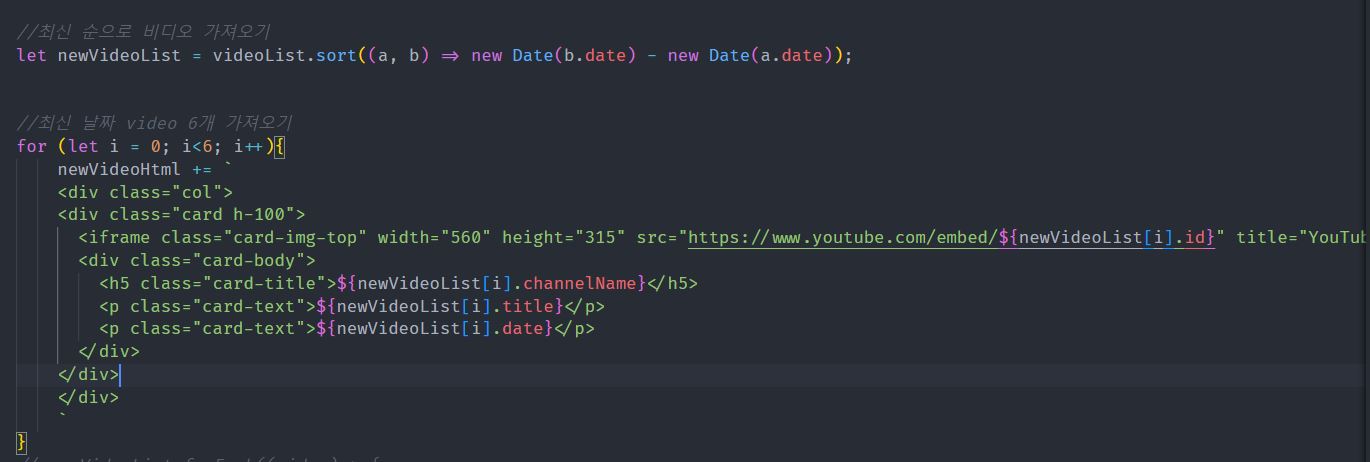 //최신 순으로 비디오 가져오기
let newVideoList = videoList.sort((a, b) => new Date(b.date) - new Date(a.date));
//최신 날짜 video 6개 가져오기
for (let i = 0; i<6; i++){
newVideoHtml += `
<div class="col">
<div class="card h-100">
<iframe class="card-img-top" width="560" height="315" src="https://www.youtube.com/embed/${newVideoList[i].id}" title="YouTub
<div class="card-body">
<h5 class="card-title">${newVideoList[i].channelName}</h5>
<p class="card-text">${newVideoList[i].title}</p>
<p class="card-text">${newVideoList[i].date}</p>
</div>
</div>
</div>
`
}